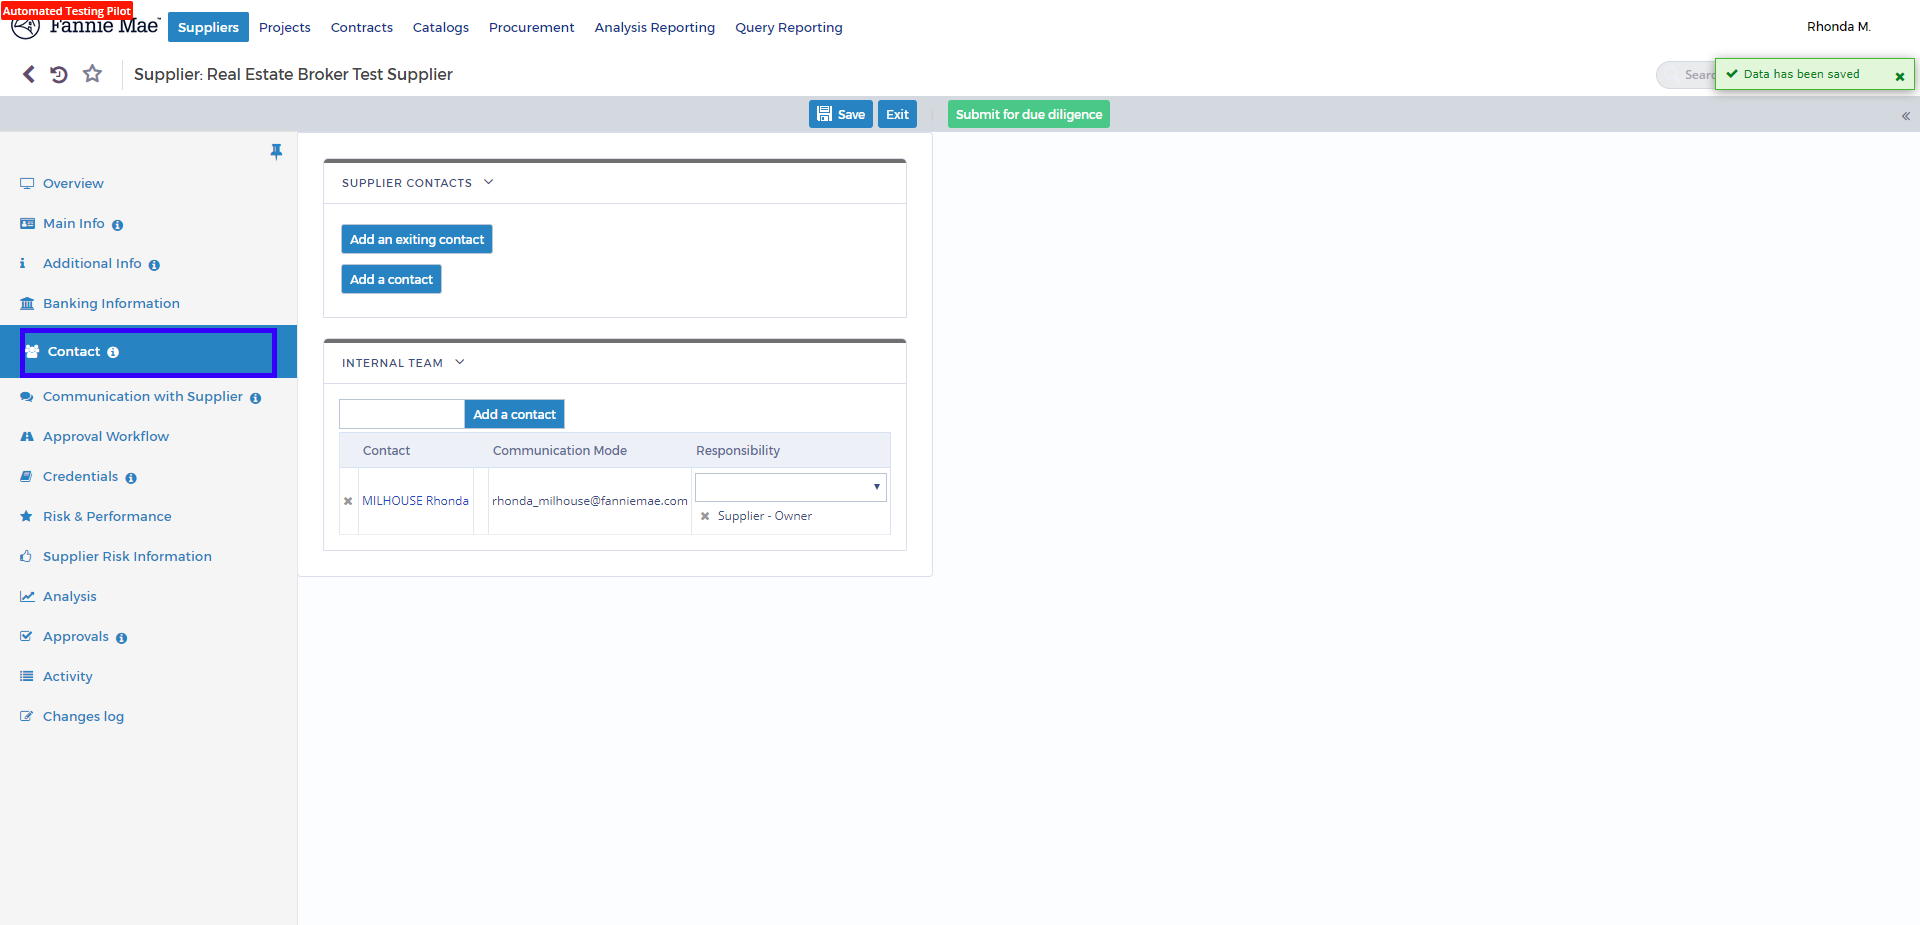 Automated Testing Pilot
Fannie Mae
Suppliers Projects Contracts Catalogs Procurement Analysis Reporting Query Reporting
Rhonda M.
Supplier: Real Estate Broker Test Supplier
Data has been saved
Save Exit Submit for due diligence
Overview
Main Info
Additional Info
Banking Information
Contact
Communication with Supplier
Approval Workflow
Credentials
Risk & Performance
Supplier Risk Information
Analysis
Approvals
Activity
Changes log
SUPPLIER CONTACTS
Add an exiting contact
Add a contact
INTERNAL TEAM
Add a contact
Contact Communication Mode Responsibility
MILHOUSE Rhonda rhonda_milhouse@fanniemae.com
Supplier - Owner